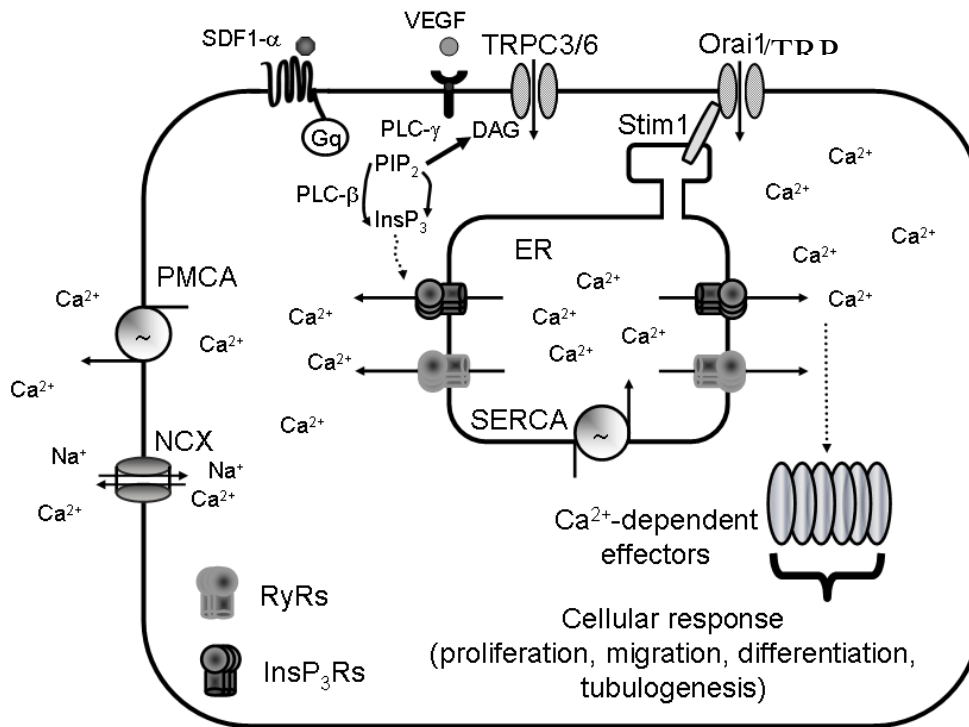 VEGF
SDF1-α
TRPC3/6
Orai1/TRP
Gq
PLC-γ
DAG
Stim1
PIP₂
PLC-β
InsP₃
Ca²⁺
Ca²⁺
Ca²⁺
ER
PMCA
Ca²⁺
Ca²⁺
Ca²⁺
Ca²⁺
Ca²⁺
Ca²⁺
Ca²⁺
~
Ca²⁺
Ca²⁺
Ca²⁺
Ca²⁺
Ca²⁺
SERCA
~
Ca²⁺
NCX
Na⁺
Na⁺
Ca²⁺
Ca²⁺
Ca²⁺-dependent
effectors
RyRs
Cellular response
(proliferation, migration, differentiation,
tubulogenesis)
InsP₃Rs